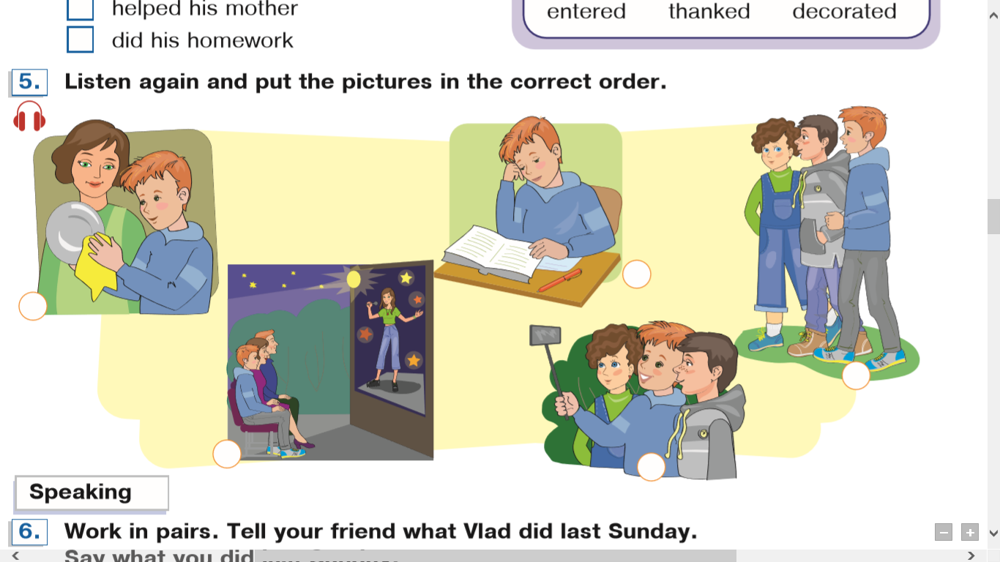 helped his mother
entered thanked decorated
did his homework
5. Listen again and put the pictures in the correct order.
Speaking
6. Work in pairs. Tell your friend what Vlad did last Sunday.
Say what you did